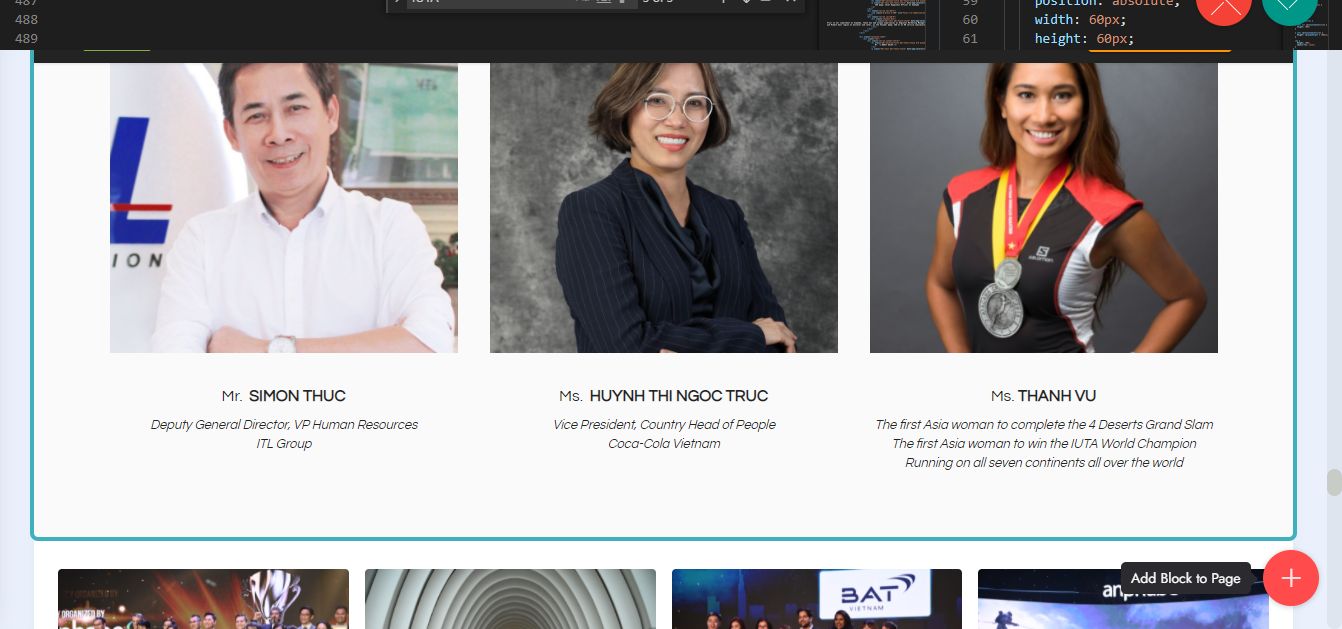 487
488
489
59
60
61
position: absolute;
width: 60px;
height: 60px;
L
ION
salomon
Mr. SIMON THUC
Deputy General Director, VP Human Resources
ITL Group
Ms. HUYNH THI NGOC TRUC
Vice President, Country Head of People
Coca-Cola Vietnam
Ms. THANH VU
The first Asia woman to complete the 4 Deserts Grand Slam
The first Asia woman to win the IUTA World Champion
Running on all seven continents all over the world
Add Block to Page
ORGANIZED BY
BAT
VIETNAM